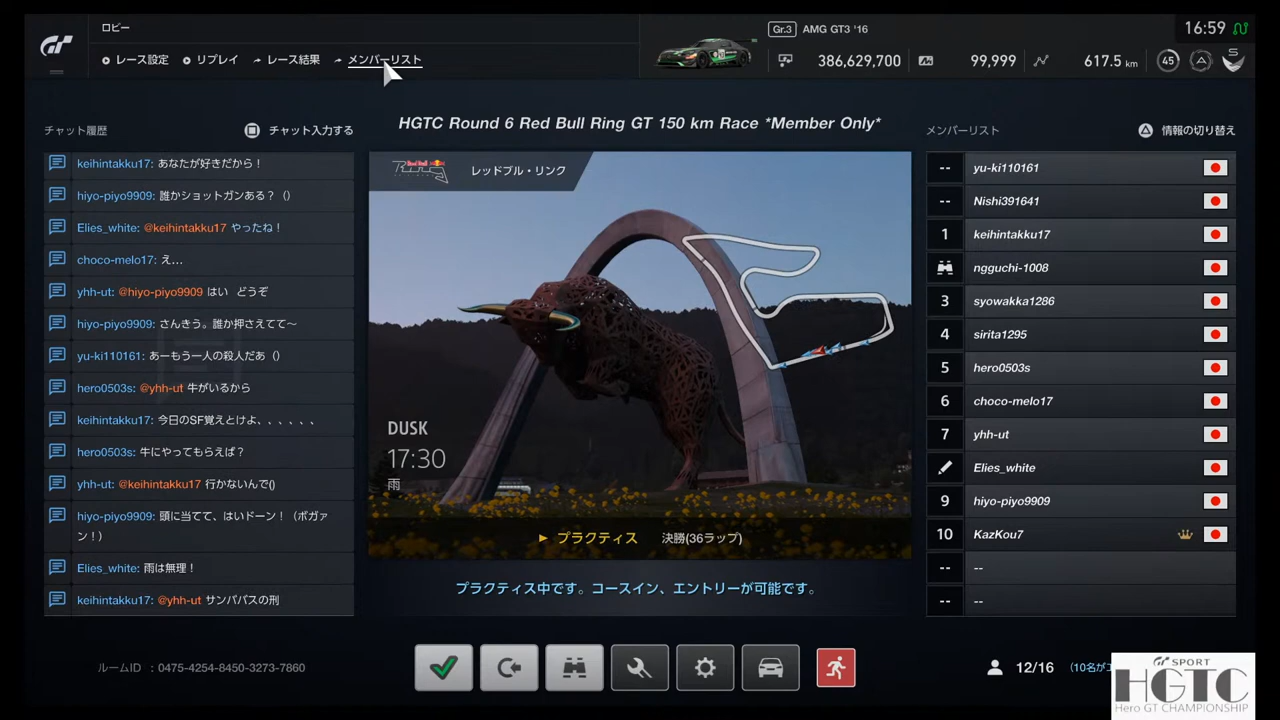 ロビー
Gr.3 AMG GT3 '16
16:59
レース設定 リプレイ レース結果 メンバーリスト
386,629,700
99,999
617.5 km
45
チャット履歴
チャット入力する
HGTC Round 6 Red Bull Ring GT 150 km Race *Member Only*
メンバーリスト
情報の切り替え
keihintakku17: あなたが好きだから！
hiyo-piyo9909: 誰かショットガンある？（）
Elies_white: @keihintakku17 やったね！
choco-melo17: え…
yhh-ut: @hiyo-piyo9909 はい どうぞ
hiyo-piyo9909: さんきう。誰か押さえてて〜
yu-ki110161: あーもう一人の殺人だあ（）
hero0503s: @yhh-ut 牛がいるから
keihintakku17: 今日のSF覚えとけよ、、、、、、
hero0503s: 牛にやってもらえば？
yhh-ut: @keihintakku17 行かないんで()
hiyo-piyo9909: 頭に当てて、はいドーン！（ボガァ
ン！）
Elies_white: 雨は無理！
keihintakku17: @yhh-ut サンババスの刑
レッドブル・リンク
DUSK
17:30
雨
プラクティス 決勝(36ラップ)
プラクティス中です。コースイン、エントリーが可能です。
-- yu-ki110161
-- Nishi391641
1 keihintakku17
ngguchi-1008
3 syowakka1286
4 sirita1295
5 hero0503s
6 choco-melo17
7 yhh-ut
Elies_white
9 hiyo-piyo9909
10 KazKou7
-- --
-- --
ルームID : 0475-4254-8450-3273-7860
12/16 (10名が
GT SPORT
HGTC
Hero GT CHAMPIONSHIP